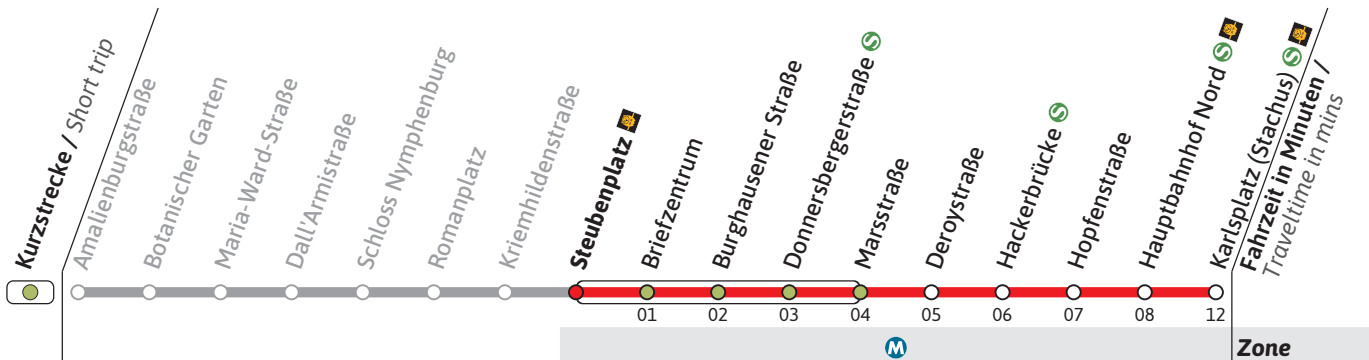 Kurzstrecke / Short trip
Amalienburgstraße
Botanischer Garten
Maria-Ward-Straße
Dall'Armistraße
Schloss Nymphenburg
Romanplatz
Kriemhildenstraße
Steubenplatz
Briefzentrum
Burghausener Straße
Donnersbergerstraße S
Marsstraße
Deroystraße
Hackerbrücke S
Hopfenstraße
Hauptbahnhof Nord S
Karlsplatz (Stachus) S
Fahrzeit in Minuten /
Traveltime in mins
01 02 03 04 05 06 07 08 12
M Zone